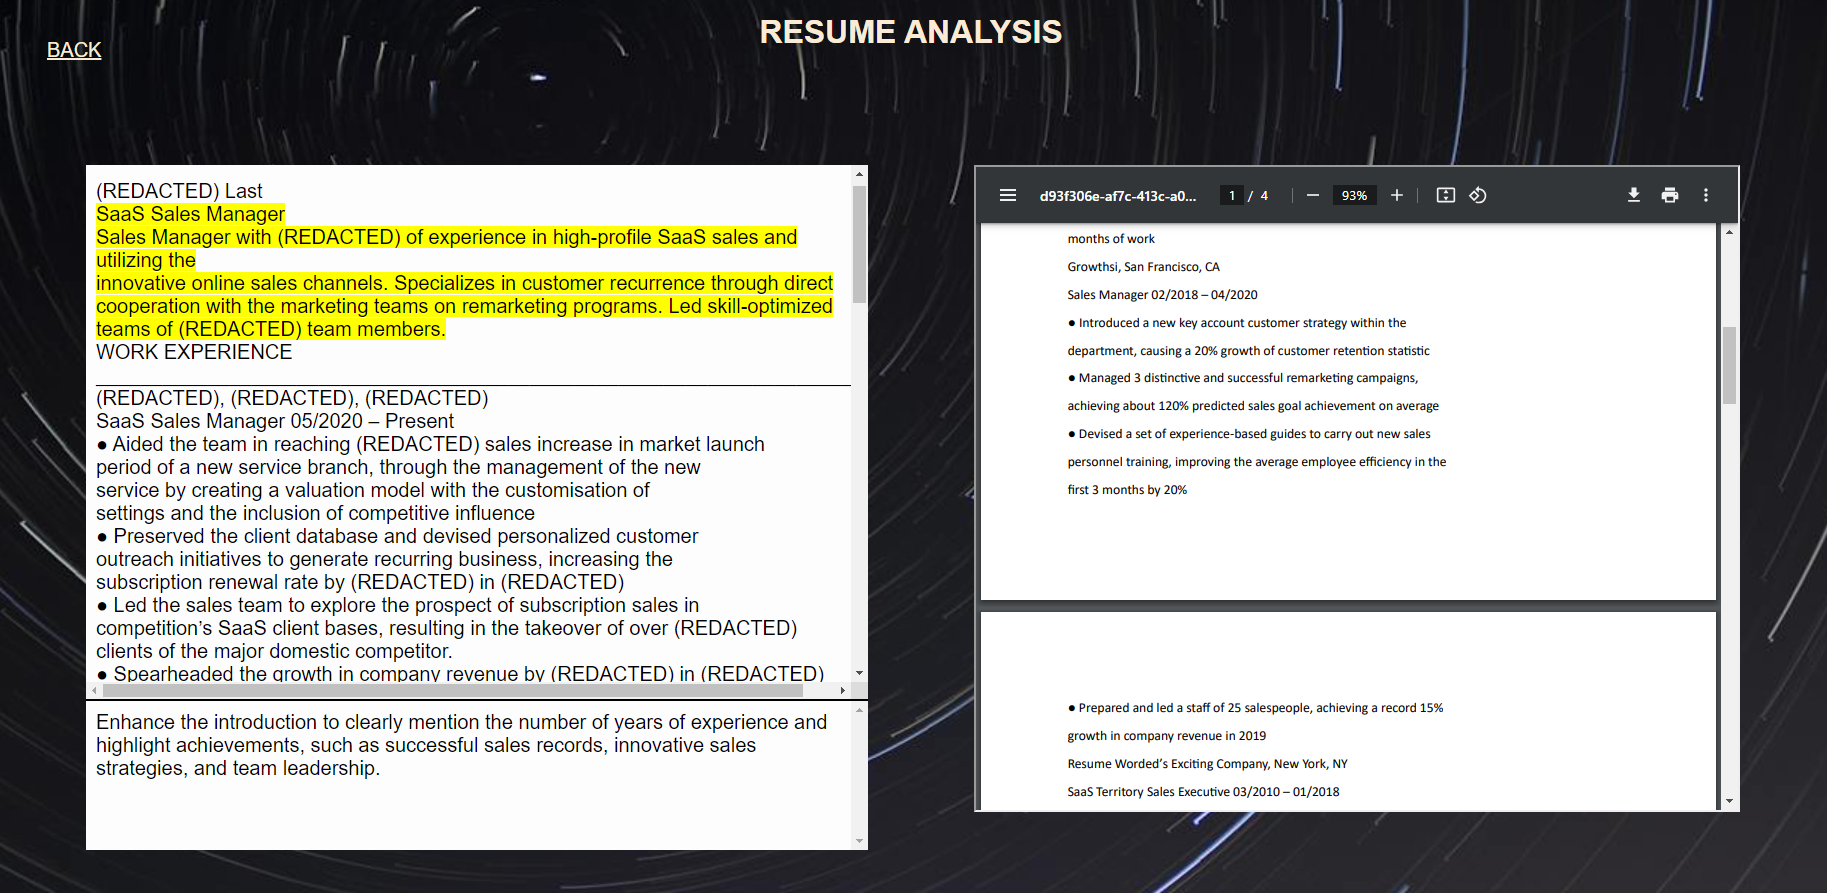 BACK
RESUME ANALYSIS
(REDACTED) Last
SaaS Sales Manager
Sales Manager with (REDACTED) of experience in high-profile SaaS sales and
utilizing the
innovative online sales channels. Specializes in customer recurrence through direct
cooperation with the marketing teams on remarketing programs. Led skill-optimized
teams of (REDACTED) team members.
WORK EXPERIENCE
(REDACTED), (REDACTED), (REDACTED)
SaaS Sales Manager 05/2020 – Present
● Aided the team in reaching (REDACTED) sales increase in market launch
period of a new service branch, through the management of the new
service by creating a valuation model with the customisation of
settings and the inclusion of competitive influence
● Preserved the client database and devised personalized customer
outreach initiatives to generate recurring business, increasing the
subscription renewal rate by (REDACTED) in (REDACTED)
● Led the sales team to explore the prospect of subscription sales in
competition’s SaaS client bases, resulting in the takeover of over (REDACTED)
clients of the major domestic competitor.
● Spearheaded the growth in company revenue by (REDACTED) in (REDACTED)
Enhance the introduction to clearly mention the number of years of experience and
highlight achievements, such as successful sales records, innovative sales
strategies, and team leadership.
d93f306e-af7c-413c-a0... 1 / 4 93%
months of work
Growthsi, San Francisco, CA
Sales Manager 02/2018 – 04/2020
● Introduced a new key account customer strategy within the
department, causing a 20% growth of customer retention statistic
● Managed 3 distinctive and successful remarketing campaigns,
achieving about 120% predicted sales goal achievement on average
● Devised a set of experience-based guides to carry out new sales
personnel training, improving the average employee efficiency in the
first 3 months by 20%
● Prepared and led a staff of 25 salespeople, achieving a record 15%
growth in company revenue in 2019
Resume Worded’s Exciting Company, New York, NY
SaaS Territory Sales Executive 03/2010 – 01/2018